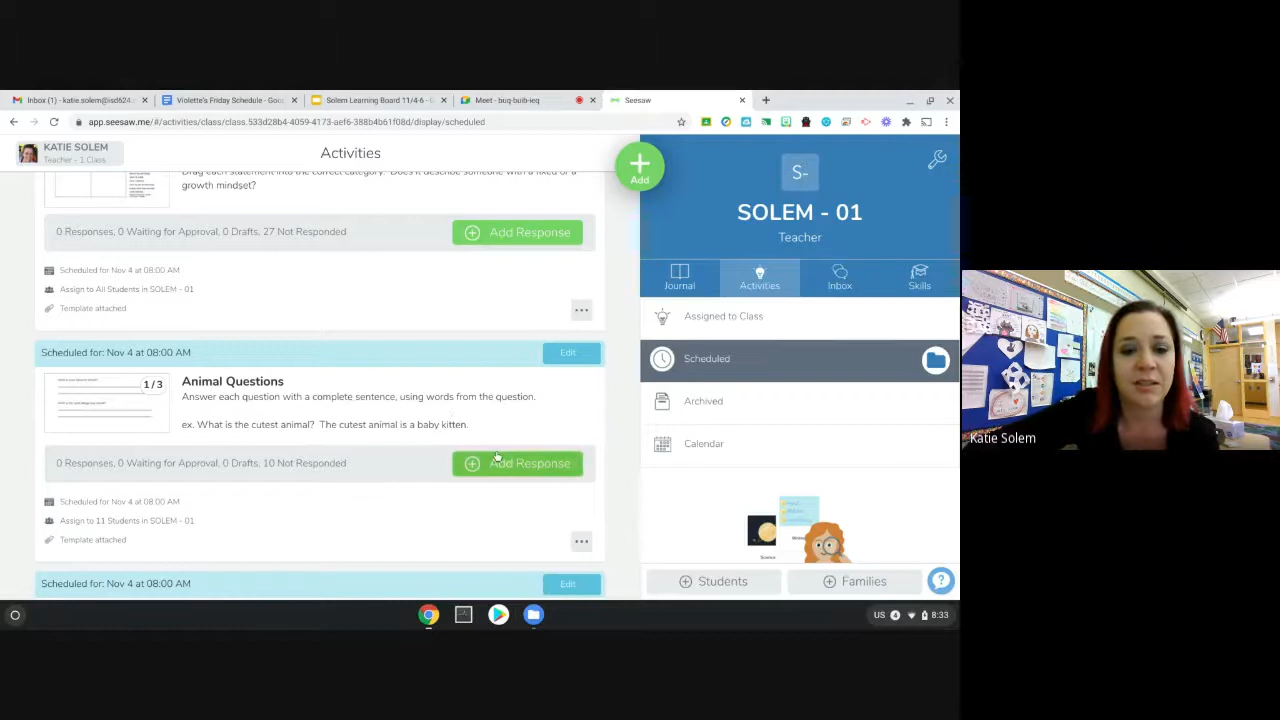 Inbox (1) - katie.solem@isd624.
Violette's Friday Schedule - Goo
Solem Learning Board 11/4-6 - G
Meet - buq-buib-ieq
Seesaw
app.seesaw.me/#/activities/class/class.533d28b4-4059-4173-aef6-388b4b61f08d/display/scheduled
KATIE SOLEM
Teacher - 1 Class
Activities
Add
Drag each statement into the correct category. Does it describe someone with a fixed or a
growth mindset?
0 Responses, 0 Waiting for Approval, 0 Drafts, 27 Not Responded
Add Response
Scheduled for Nov 4 at 08:00 AM
Assign to All Students in SOLEM - 01
Template attached
Scheduled for: Nov 4 at 08:00 AM
Edit
1 / 3
Animal Questions
Answer each question with a complete sentence, using words from the question.
ex. What is the cutest animal? The cutest animal is a baby kitten.
0 Responses, 0 Waiting for Approval, 0 Drafts, 10 Not Responded
Add Response
Scheduled for Nov 4 at 08:00 AM
Assign to 11 Students in SOLEM - 01
Template attached
Scheduled for: Nov 4 at 08:00 AM
Edit
S-
SOLEM - 01
Teacher
Journal
Activities
Inbox
Skills
Assigned to Class
Scheduled
Archived
Calendar
Science
Students
Families
?
US
4
8:33
Katie Solem